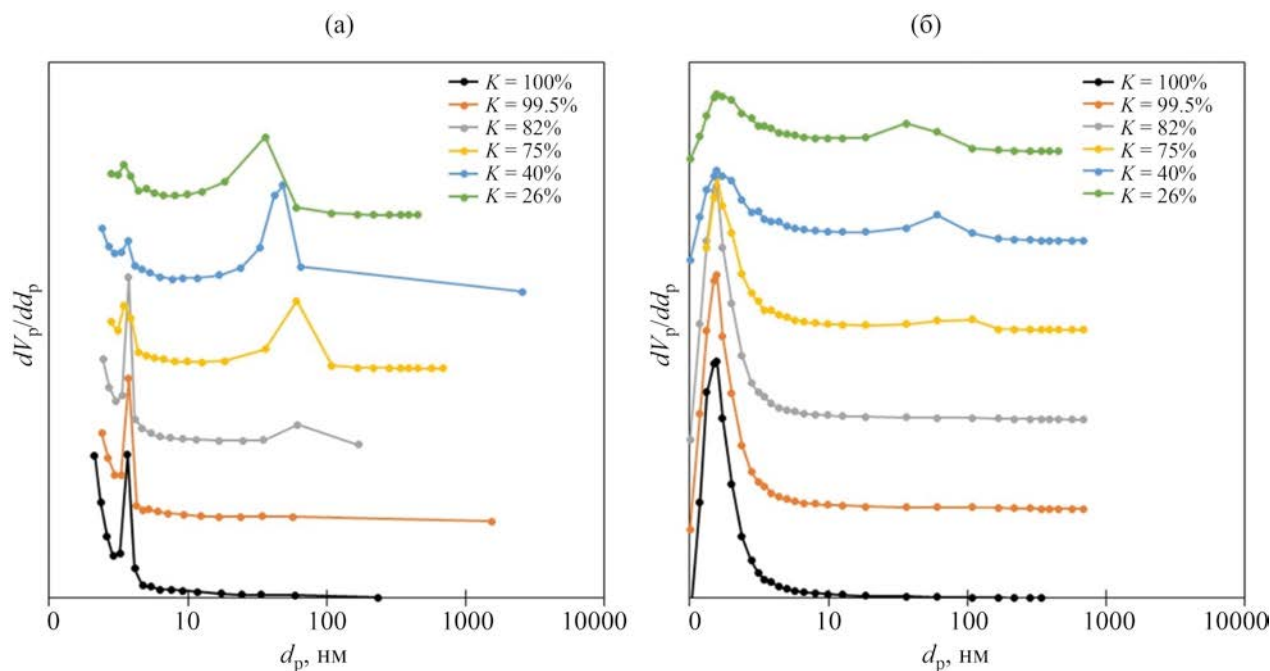 (а)
K = 100%
K = 99.5%
K = 82%
K = 75%
K = 40%
K = 26%
dVp/ddp
0 10 100 1000 10000
dp, нм
(б)
K = 100%
K = 99.5%
K = 82%
K = 75%
K = 40%
K = 26%
dVp/ddp
0 10 100 1000 10000
dp, нм